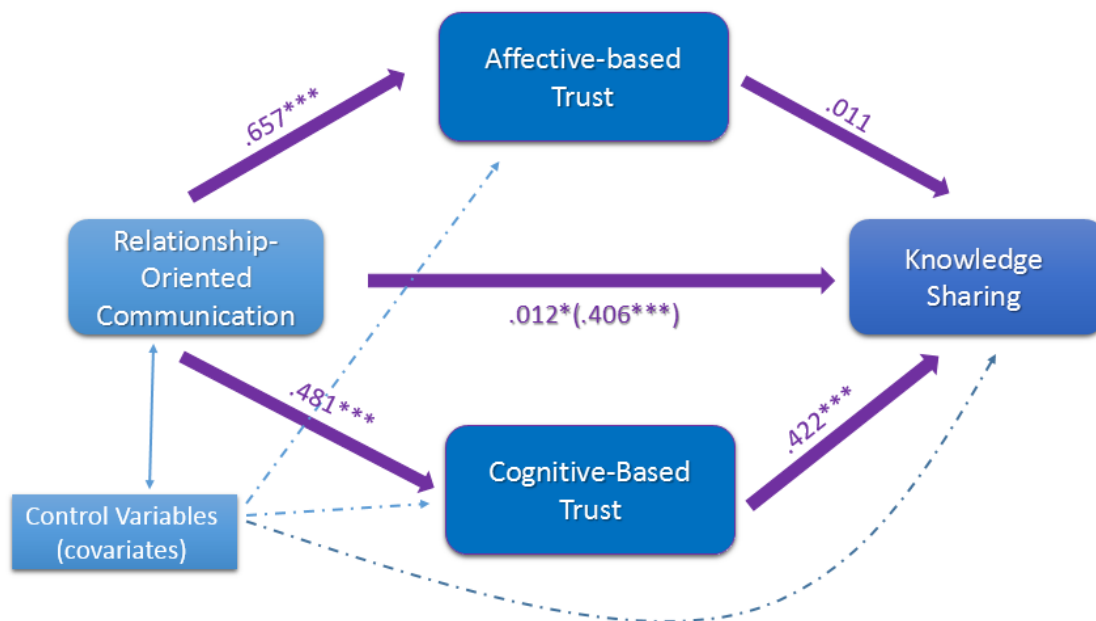 Affective-based
Trust
.657***
.011
Relationship-
Oriented
Communication
Knowledge
Sharing
.012*(.406***)
.481***
.422***
Cognitive-Based
Trust
Control Variables
(covariates)